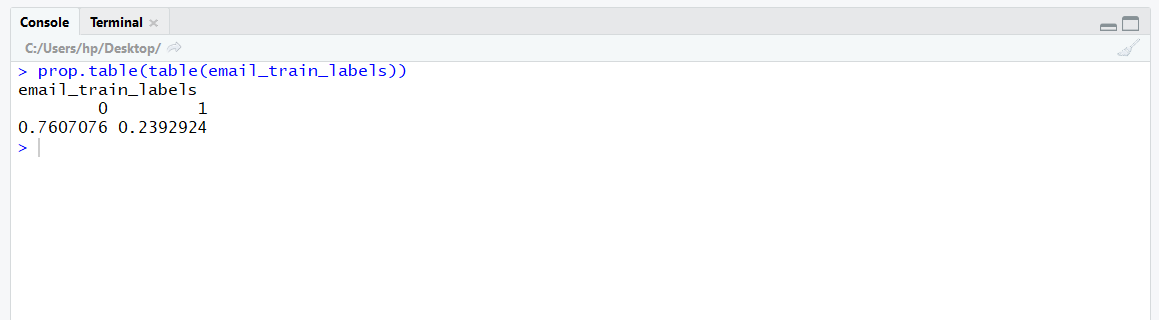 Console Terminal ×
C:/Users/hp/Desktop/
> prop.table(table(email_train_labels))
email_train_labels
        0         1
0.7607076 0.2392924
>